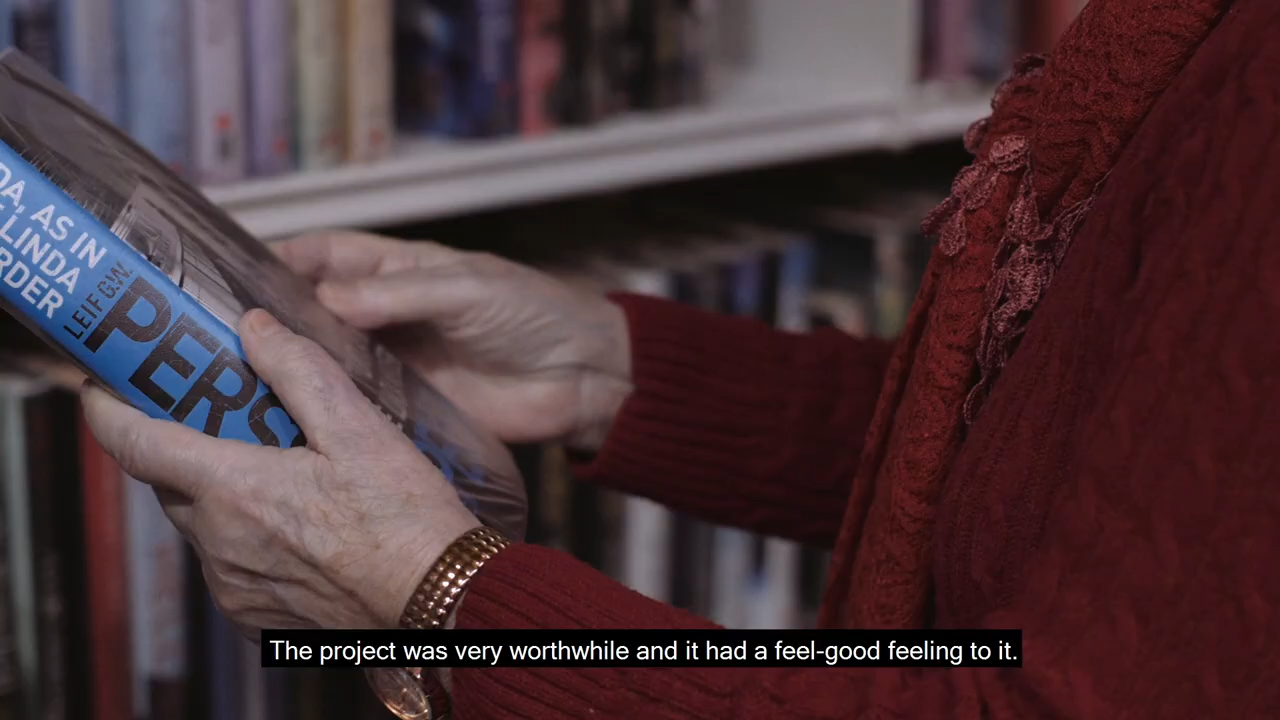 DA, AS IN
LINDA
RDER
LEIF G.W.
PERS
The project was very worthwhile and it had a feel-good feeling to it.